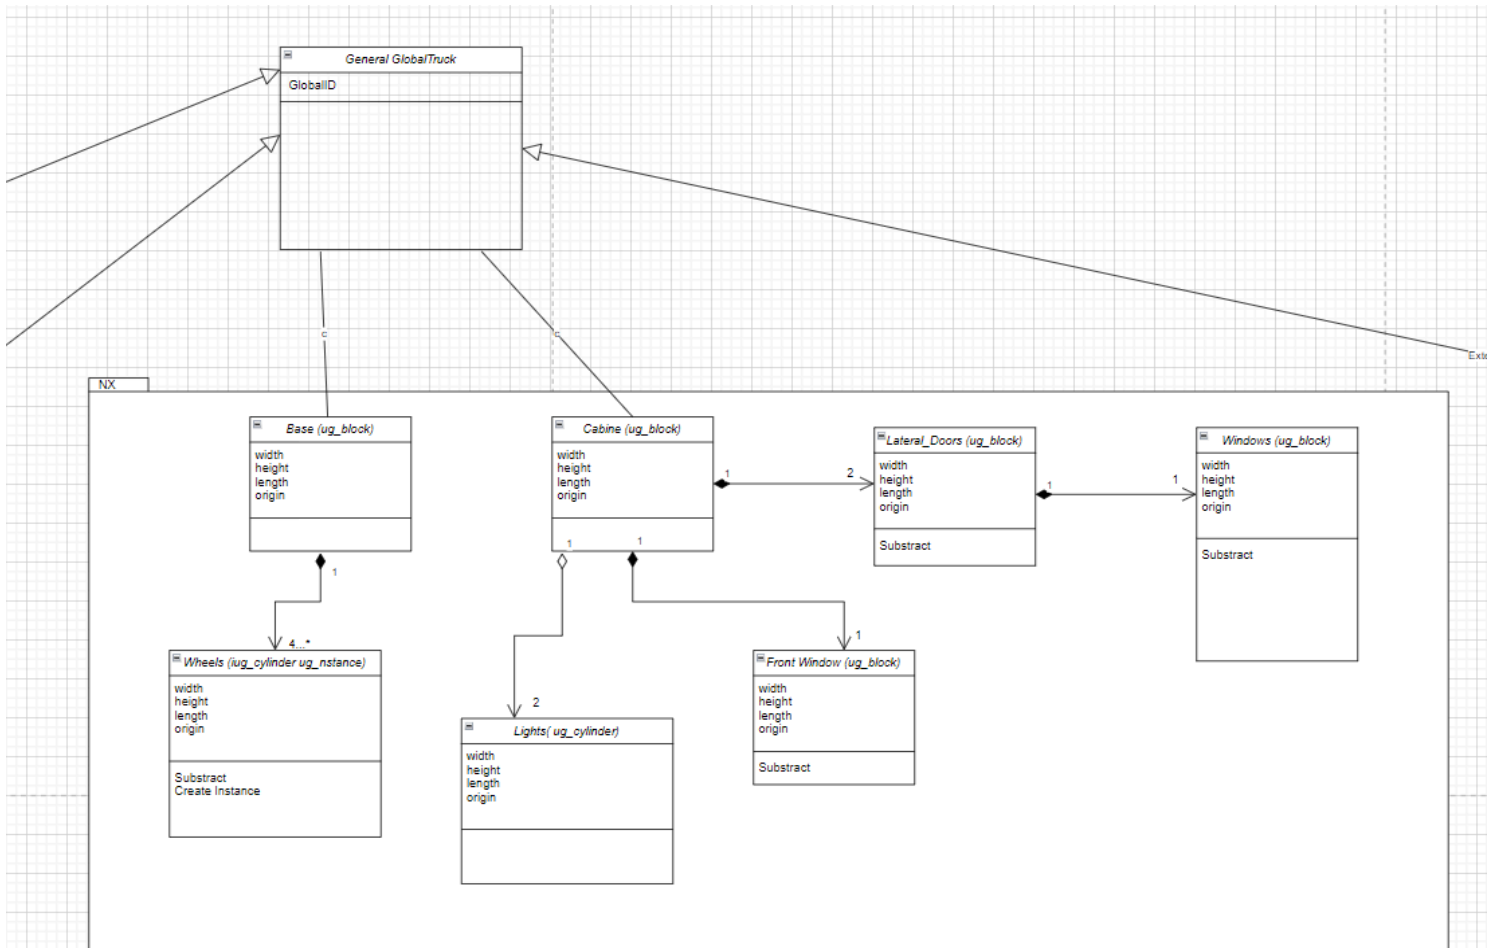 General GlobalTruck
GlobalID
c
c
Exte
NX
Base (ug_block)
width
height
length
origin
1
Cabine (ug_block)
width
height
length
origin
1
2
1
1
Lateral_Doors (ug_block)
width
height
length
origin
Substract
1
1
Windows (ug_block)
width
height
length
origin
Substract
4...*
Wheels (iug_cylinder ug_nstance)
width
height
length
origin
Substract
Create Instance
2
Lights( ug_cylinder)
width
height
length
origin
1
Front Window (ug_block)
width
height
length
origin
Substract